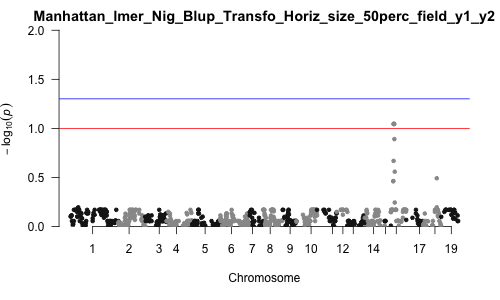 Manhattan_lmer_Nig_Blup_Transfo_Horiz_size_50perc_field_y1_y2
2.0
1.5
1.0
0.5
0.0
− log10(p)
1 2 3 4 5 6 7 8 9 10 12 14 17 19
Chromosome